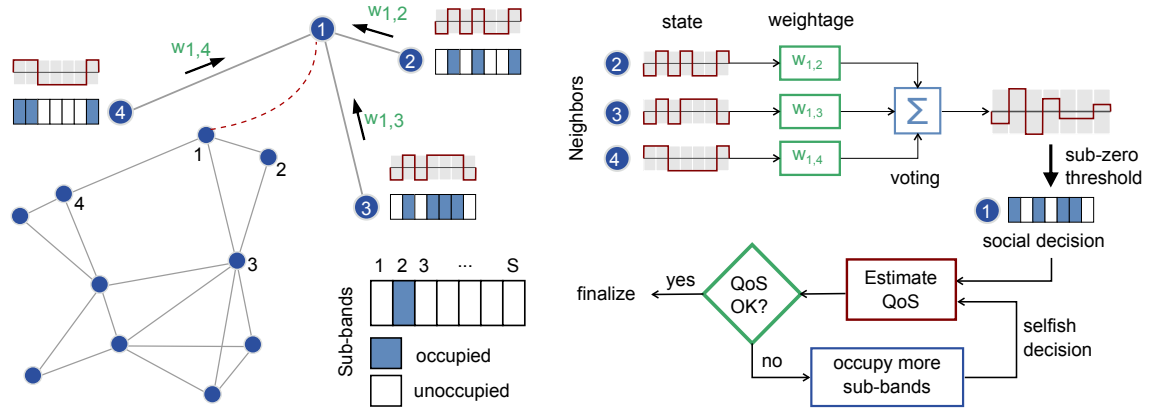 1
w1,2
2
w1,4
4
w1,3
3
1
2
4
3
1 2 3 ... S
Sub-bands
occupied
unoccupied
state
weightage
Neighbors
2
w1,2
3
w1,3
Σ
4
w1,4
voting
sub-zero
threshold
1
social decision
finalize
yes
QoS
OK?
Estimate
QoS
selfish
decision
no
occupy more
sub-bands